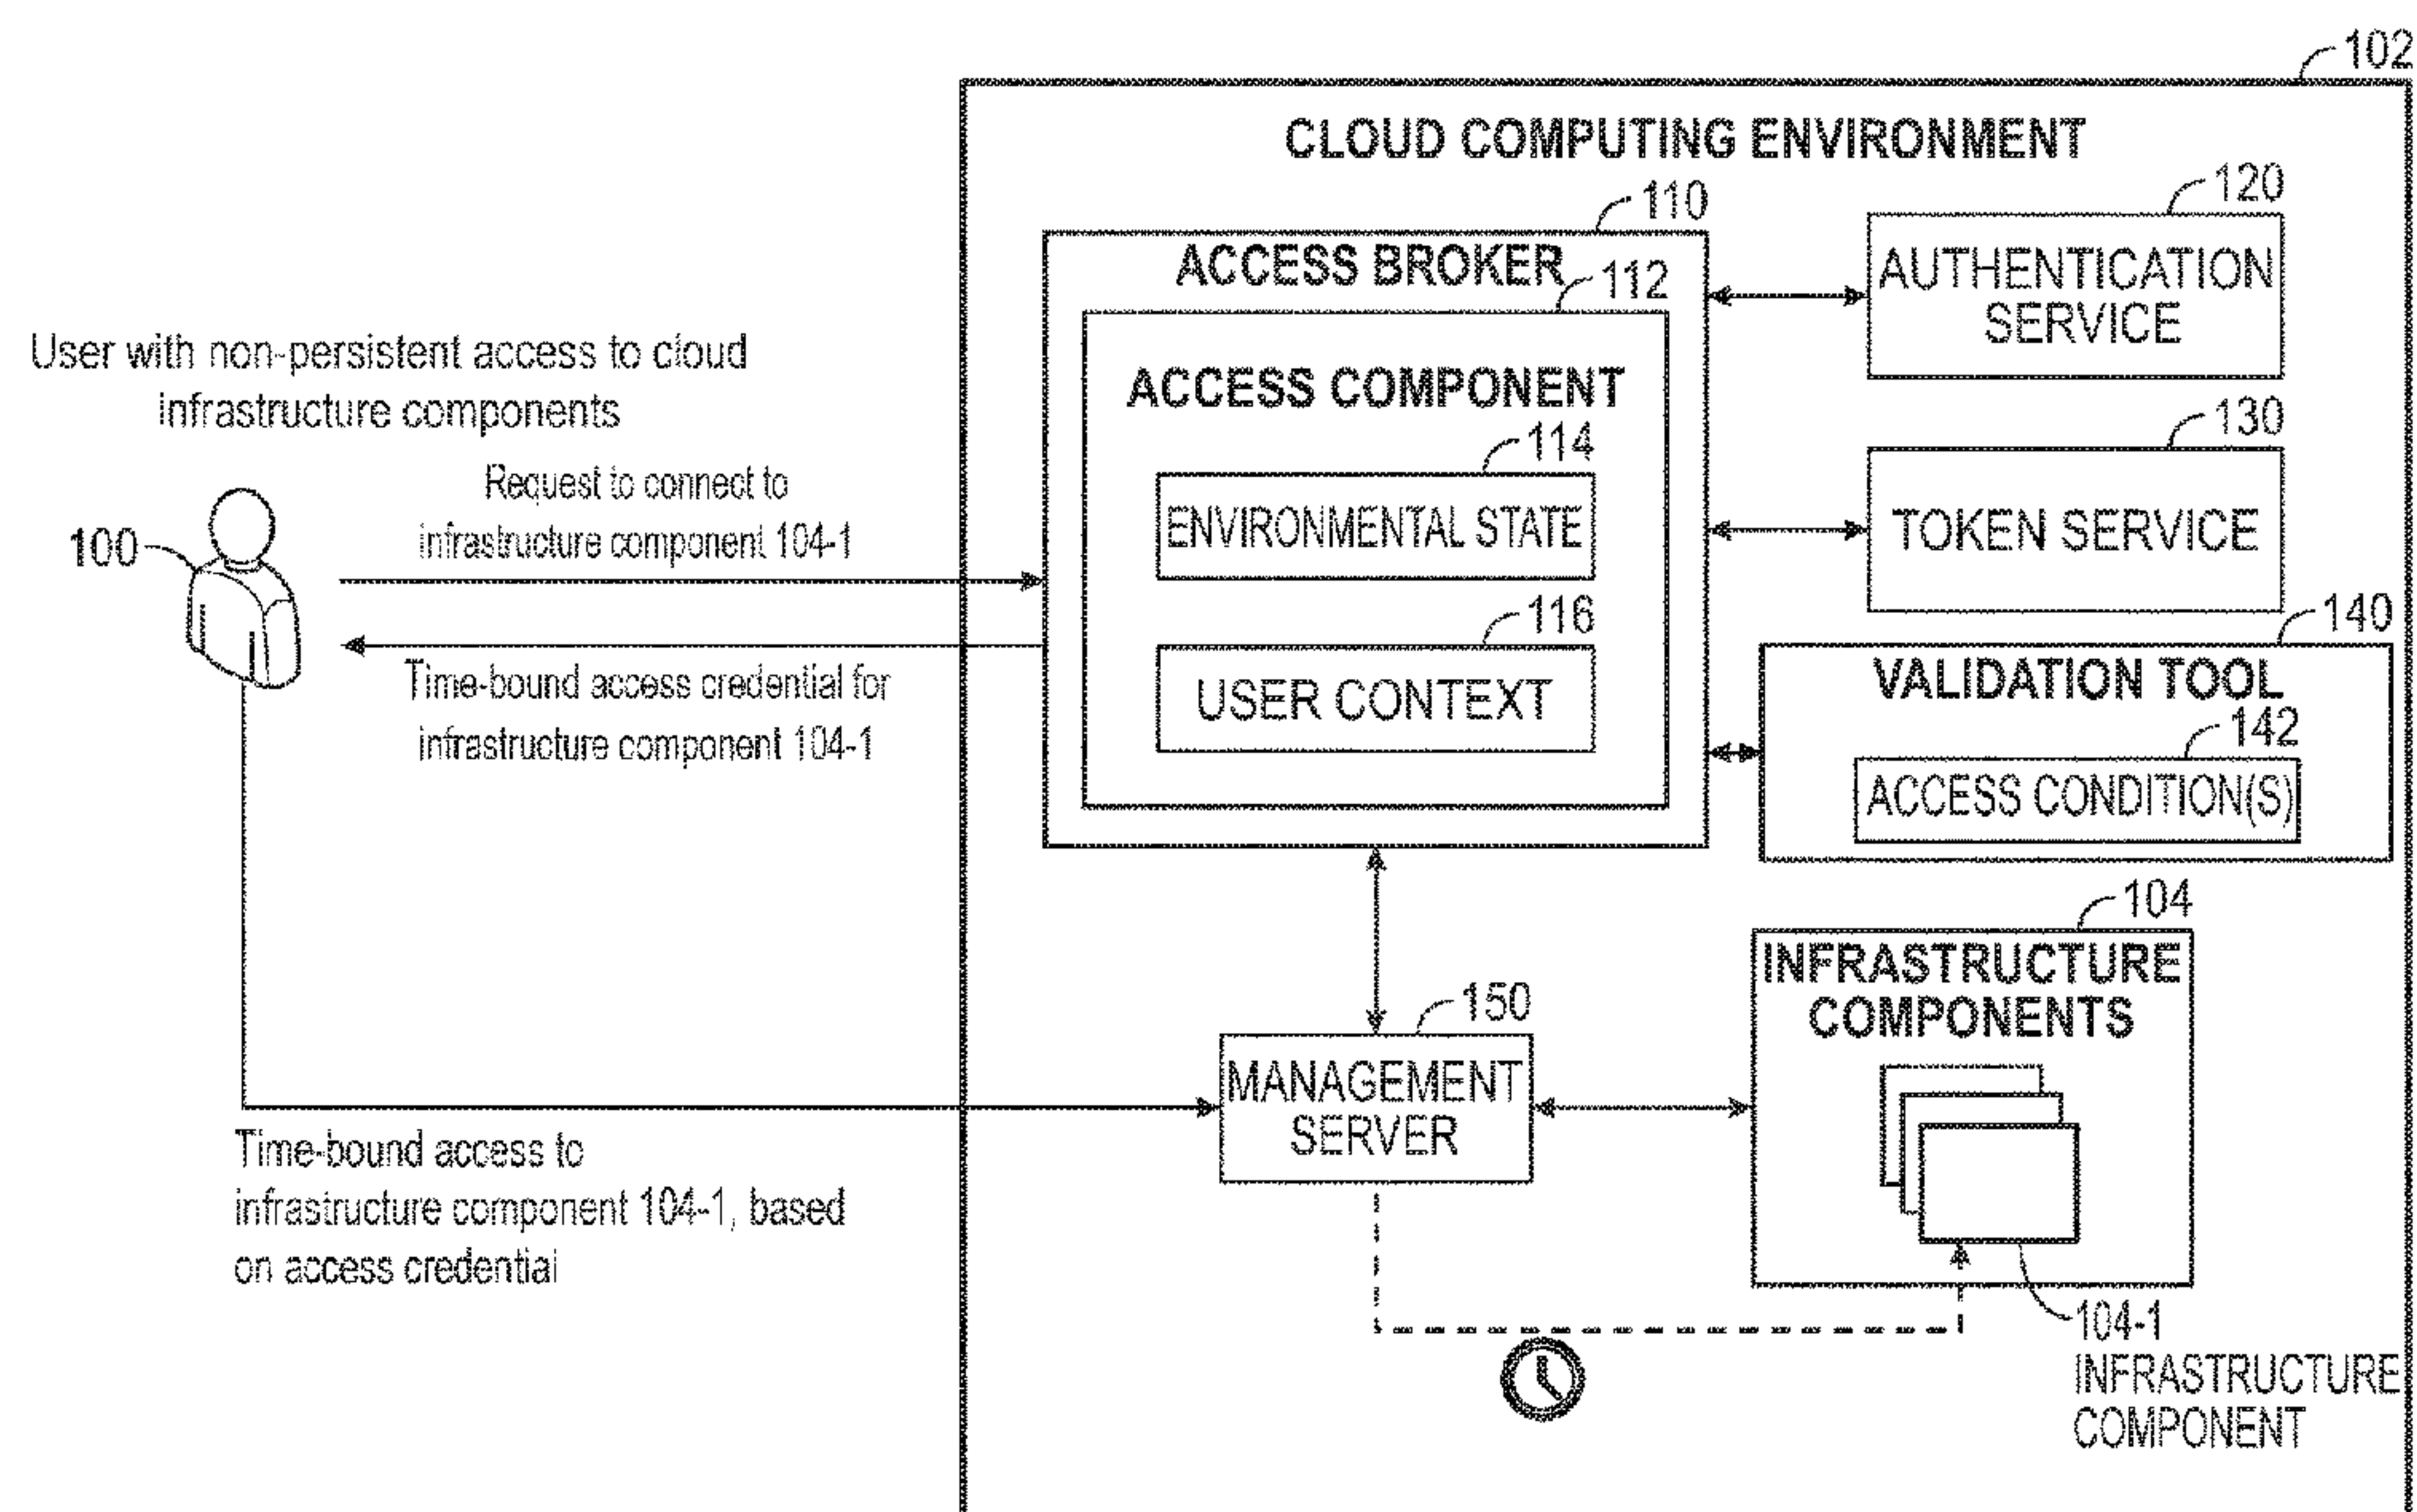 102
CLOUD COMPUTING ENVIRONMENT
110
ACCESS BROKER
112
ACCESS COMPONENT
114
ENVIRONMENTAL STATE
116
USER CONTEXT
120
AUTHENTICATION
SERVICE
130
TOKEN SERVICE
140
VALIDATION TOOL
142
ACCESS CONDITION(S)
User with non-persistent access to cloud
infrastructure components
100
Request to connect to
infrastructure component 104-1
Time-bound access credential for
infrastructure component 104-1
Time-bound access to
infrastructure component 104-1, based
on access credential
150
MANAGEMENT
SERVER
104
INFRASTRUCTURE
COMPONENTS
104-1
INFRASTRUCTURE
COMPONENT